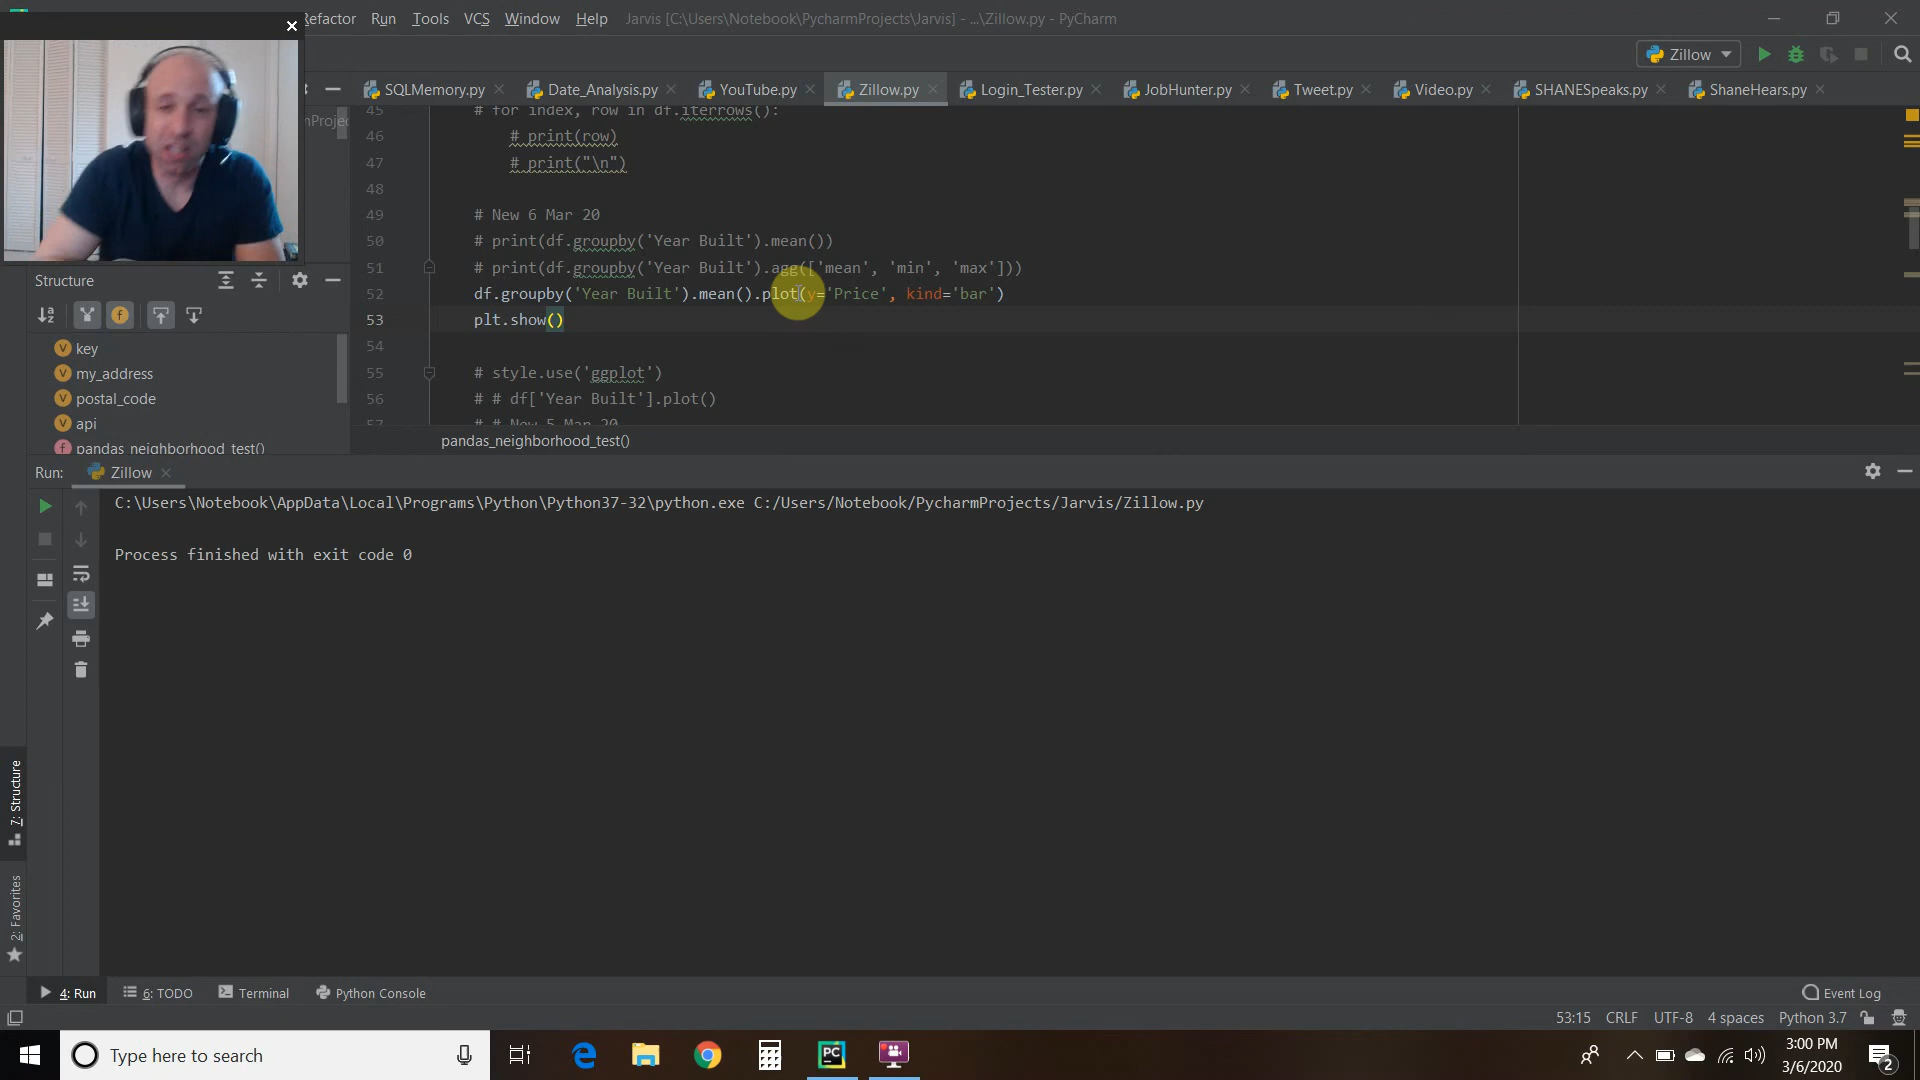 Refactor Run Tools VCS Window Help Jarvis [C:\Users\Notebook\PycharmProjects\Jarvis] - ...\Zillow.py - PyCharm
Zillow
SQLMemory.py Date_Analysis.py YouTube.py Zillow.py Login_Tester.py JobHunter.py Tweet.py Video.py SHANESpeaks.py ShaneHears.py
45 # for index, row in df.iterrows():
46 # print(row)
47 # print("\n")
48
49 # New 6 Mar 20
50 # print(df.groupby('Year Built').mean())
51 # print(df.groupby('Year Built').agg(['mean', 'min', 'max']))
52 df.groupby('Year Built').mean().plot(y='Price', kind='bar')
53 plt.show()
54
55 # style.use('ggplot')
56 # # df['Year Built'].plot()
57 # # New 5 Mar 20
pandas_neighborhood_test()
Structure
key
my_address
postal_code
api
pandas_neighborhood_test()
Run: Zillow
C:\Users\Notebook\AppData\Local\Programs\Python\Python37-32\python.exe C:/Users/Notebook/PycharmProjects/Jarvis/Zillow.py
Process finished with exit code 0
7: Structure
2: Favorites
4: Run 6: TODO Terminal Python Console Event Log
53:15 CRLF UTF-8 4 spaces Python 3.7
Type here to search
3:00 PM
3/6/2020
2